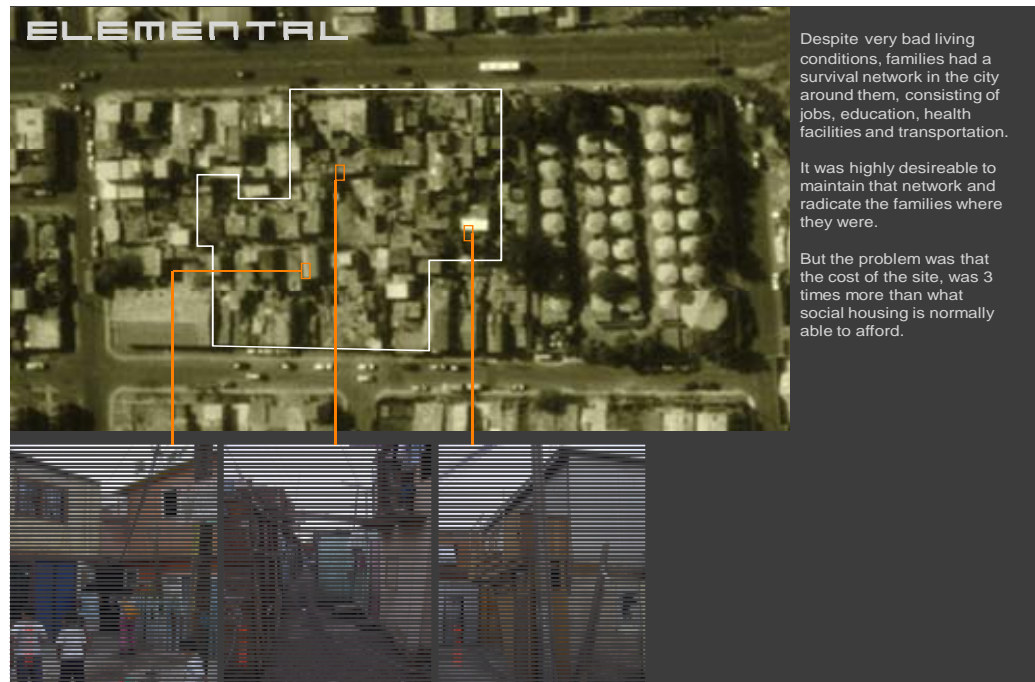 ELEMENTAL
Despite very bad living
conditions, families had a
survival network in the city
around them, consisting of
jobs, education, health
facilities and transportation.
It was highly desireable to
maintain that network and
radicate the families where
they were.
But the problem was that
the cost of the site, was 3
times more than what
social housing is normally
able to afford.